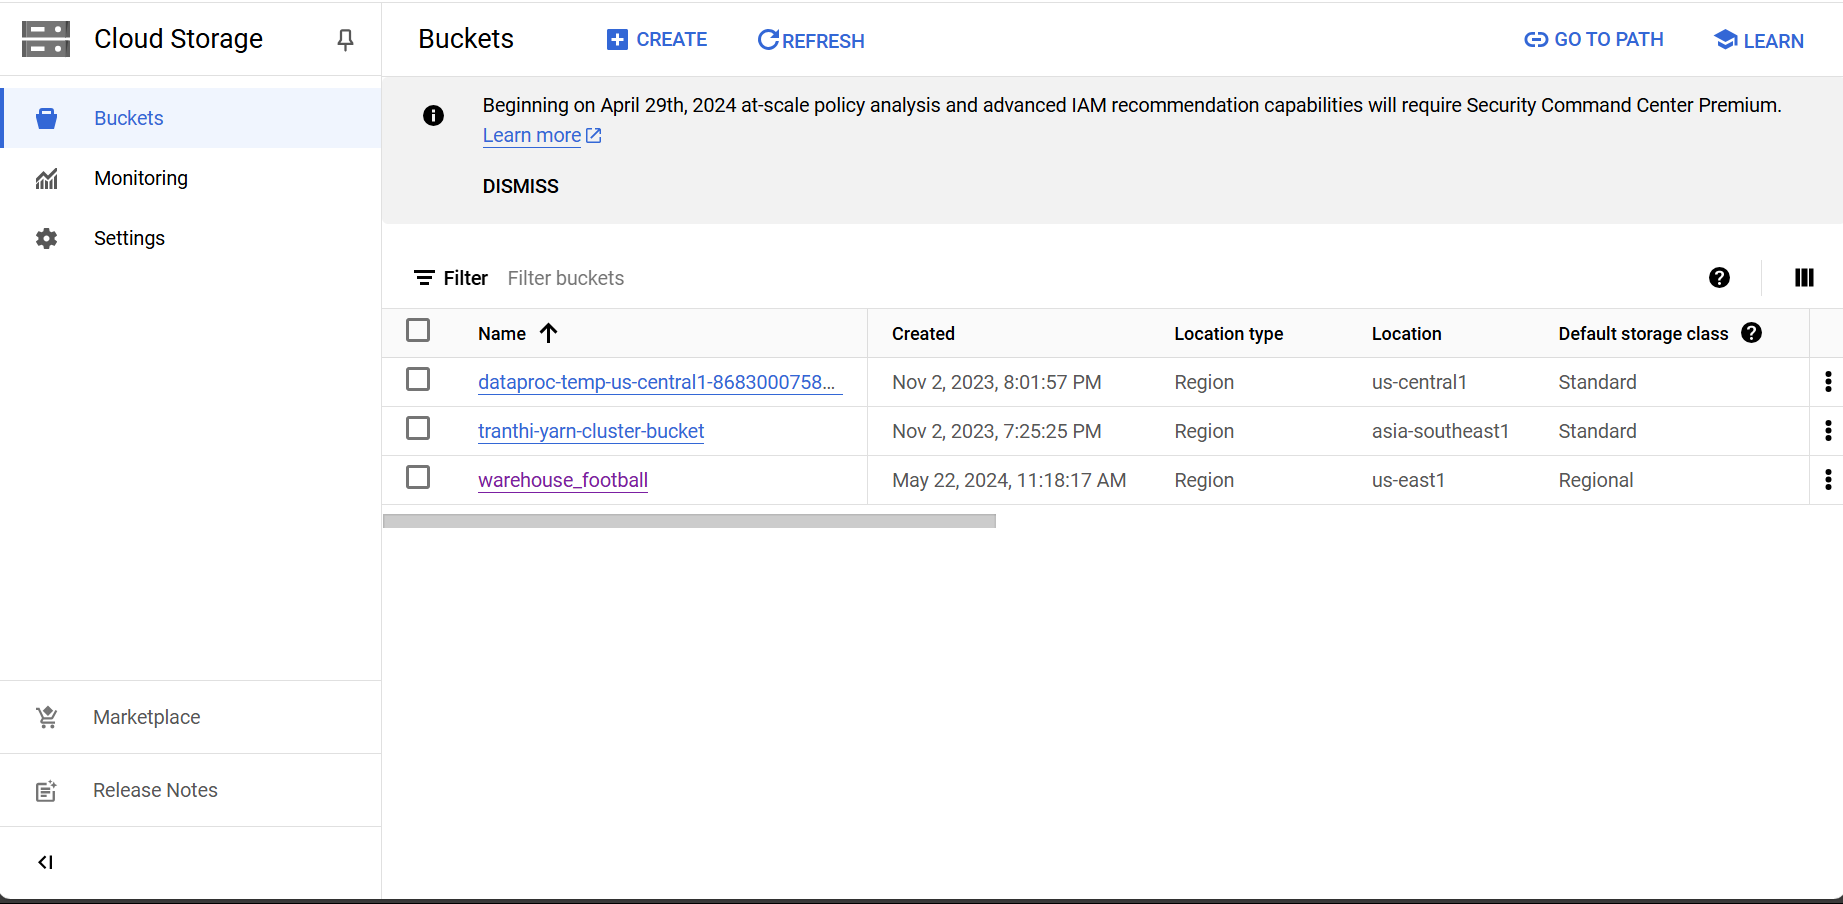 Cloud Storage
Buckets
CREATE
REFRESH
GO TO PATH
LEARN
Buckets
Monitoring
Settings
Beginning on April 29th, 2024 at-scale policy analysis and advanced IAM recommendation capabilities will require Security Command Center Premium.
Learn more
DISMISS
Filter Filter buckets
Name Created Location type Location Default storage class
dataproc-temp-us-central1-8683000758... Nov 2, 2023, 8:01:57 PM Region us-central1 Standard
tranthi-yarn-cluster-bucket Nov 2, 2023, 7:25:25 PM Region asia-southeast1 Standard
warehouse_football May 22, 2024, 11:18:17 AM Region us-east1 Regional
Marketplace
Release Notes